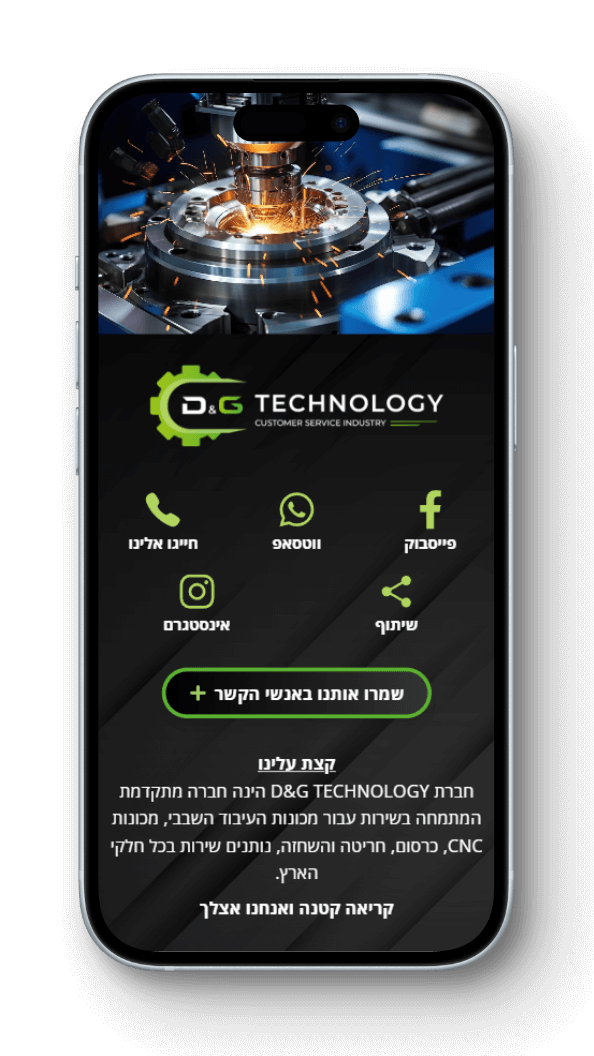 D&G TECHNOLOGY
CUSTOMER SERVICE INDUSTRY
פייסבוק
ווטסאפ
חייגו אלינו
שיתוף
אינסטגרם
שמרו אותנו באנשי הקשר +
קצת עלינו
חברת D&G TECHNOLOGY הינה חברה מתקדמת
המתמחה בשירות עבור מכונות העיבוד השבבי, מכונות
CNC, כרסום, חריטה והשחזה, נותנים שירות בכל חלקי
הארץ.
קריאה קטנה ואנחנו אצלך